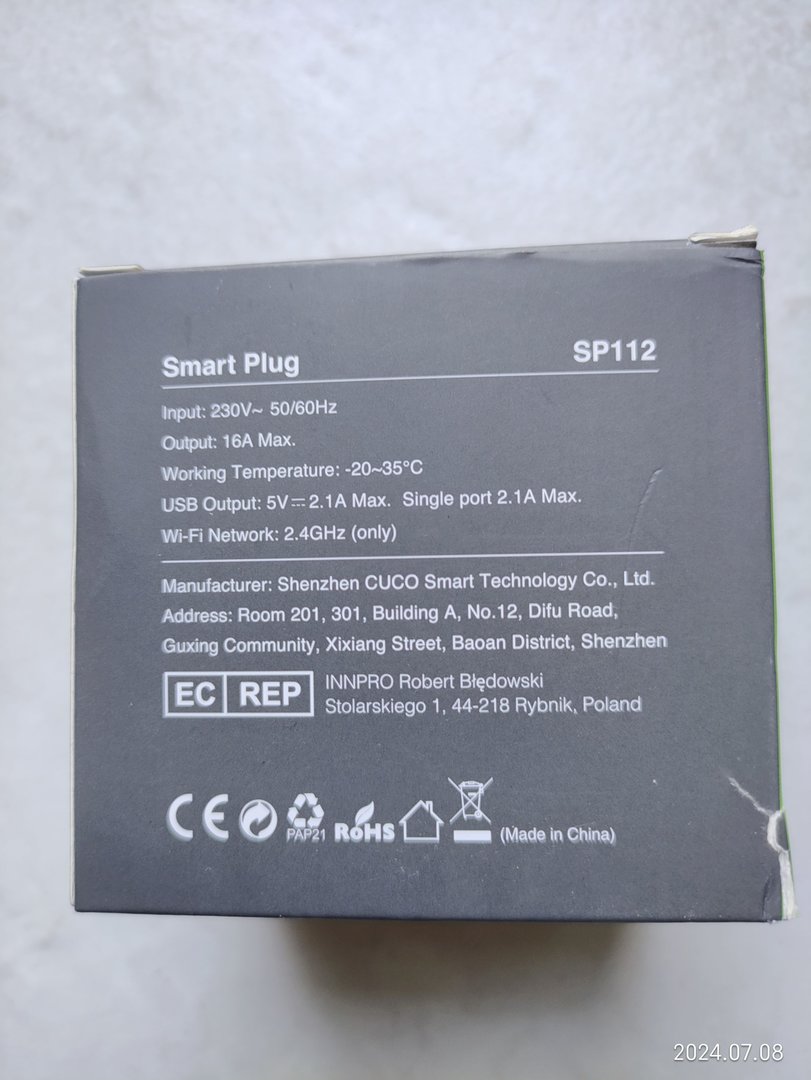 Smart Plug SP112
Input: 230V~ 50/60Hz
Output: 16A Max.
Working Temperature: -20~35°C
USB Output: 5V⎓2.1A Max. Single port 2.1A Max.
Wi-Fi Network: 2.4GHz (only)
Manufacturer: Shenzhen CUCO Smart Technology Co., Ltd.
Address: Room 201, 301, Building A, No.12, Difu Road,
Guxing Community, Xixiang Street, Baoan District, Shenzhen
EC REP
INNPRO Robert Błędowski
Stolarskiego 1, 44-218 Rybnik, Poland
CE PAP21 RoHS (Made in China)
2024.07.08